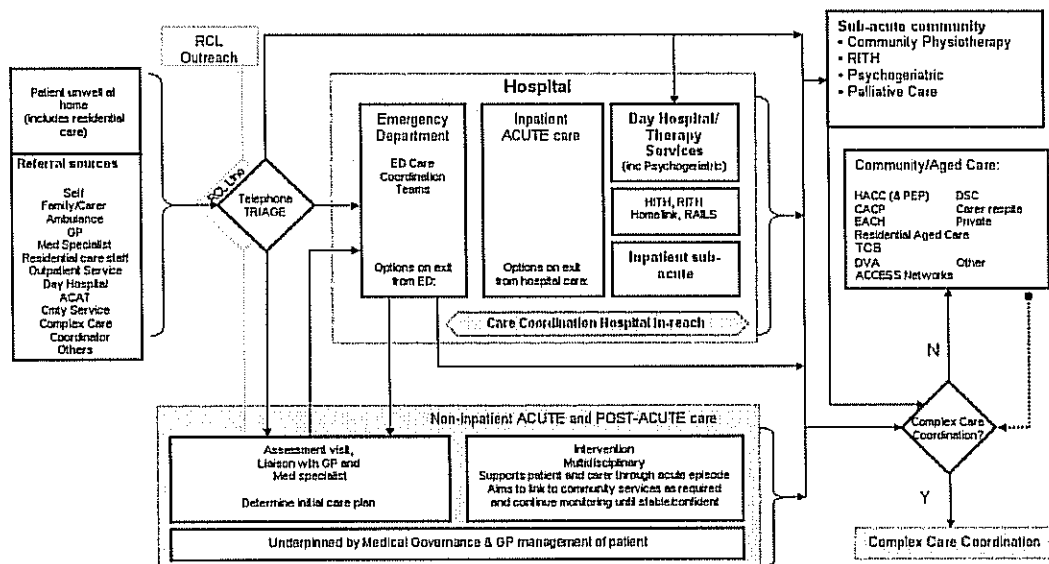 RCL
Outreach
Patient unwell at
home
(includes residential
care)
Referral sources
Self
Family/Carer
Ambulance
GP
Med Specialist
Residential care staff
Outpatient Service
Day Hospital
ACAT
Cmty Service
Complex Care
Coordinator
Others
Telephone
TRIAGE
Hospital
Emergency
Department
ED Care
Coordination
Teams
Options on exit
from ED:
Inpatient
ACUTE care
Options on exit
from hospital care:
Day Hospital/
Therapy
Services
(inc Psychogeriatric)
HITH, RITH
Homelink, RAILS
Inpatient sub-
acute
Care Coordination Hospital in-reach
Non-inpatient ACUTE and POST-ACUTE care
Assessment visit,
Liaison with GP and
Med specialist
Determine initial care plan
Intervention
Multidisciplinary
Supports patient and carer through acute episode
Aims to link to community services as required
and continue monitoring until stable/confident
Underpinned by Medical Governance & GP management of patient
Sub-acute community
• Community Physiotherapy
• RITH
• Psychogeriatric
• Palliative Care
Community/Aged Care:
HACC (& PEP) DSC
CACP Carer respite
EACH Private
Residential Aged Care
TCB
DVA Other
ACCESS Networks
N
Complex Care
Coordination?
Y
Complex Care Coordination